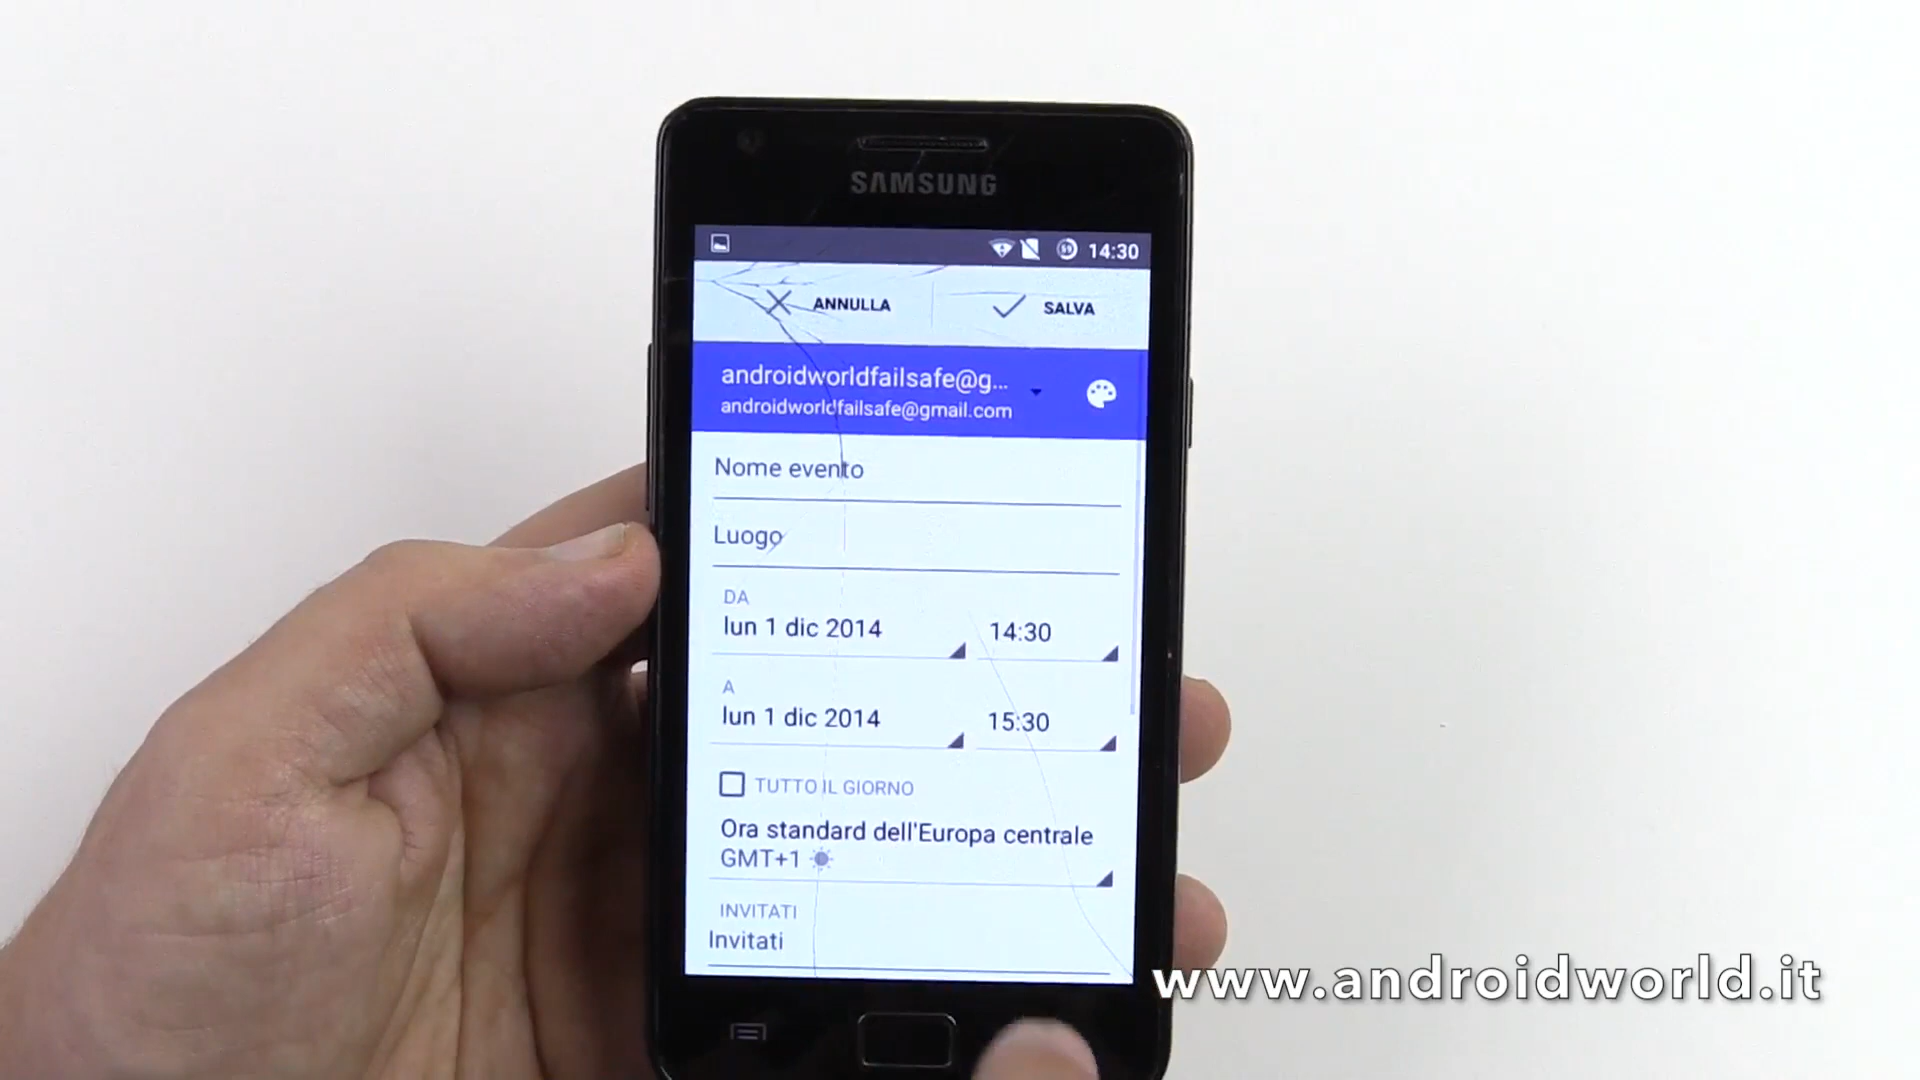 SAMSUNG
59 14:30
ANNULLA SALVA
androidworldfailsafe@g...
androidworldfailsafe@gmail.com
Nome evento
Luogo
DA
lun 1 dic 2014 14:30
A
lun 1 dic 2014 15:30
TUTTO IL GIORNO
Ora standard dell'Europa centrale
GMT+1
INVITATI
Invitati
www.androidworld.it